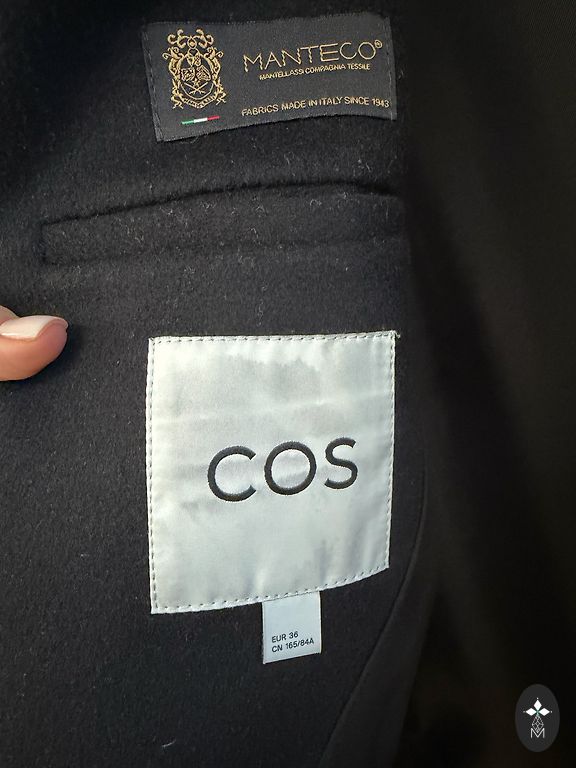 MANTECO®
MANTELLASSI COMPAGNIA TESSILE
FABRICS MADE IN ITALY SINCE 1943
COS
EUR 36
CN 165/84A
M